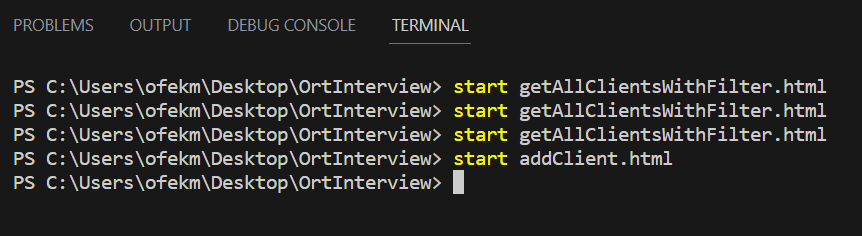 PROBLEMS OUTPUT DEBUG CONSOLE TERMINAL
PS C:\Users\ofekm\Desktop\OrtInterview> start getAllClientsWithFilter.html
PS C:\Users\ofekm\Desktop\OrtInterview> start getAllClientsWithFilter.html
PS C:\Users\ofekm\Desktop\OrtInterview> start getAllClientsWithFilter.html
PS C:\Users\ofekm\Desktop\OrtInterview> start addClient.html
PS C:\Users\ofekm\Desktop\OrtInterview>